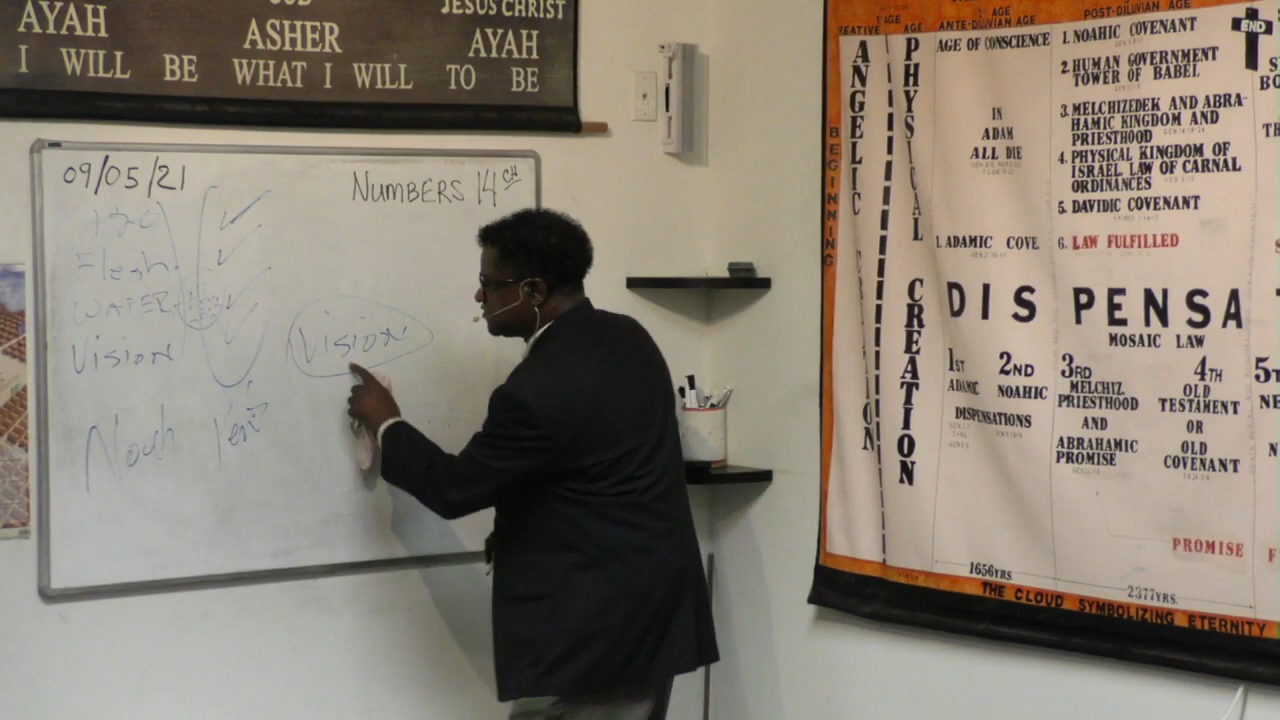 JESUS CHRIST
AYAH ASHER AYAH
I WILL BE WHAT I WILL TO BE
09/05/21
NUMBERS 14 CH
120
Flesh
WATER
Vision
Vision
Noah
1ST AGE
AGE
ANTE-DILUVIAN AGE
POST-DILUVIAN AGE
BEGINNING
ANGELIC
PHYSICAL CREATION
AGE OF CONSCIENCE
IN
ADAM
ALL DIE
1. ADAMIC COVE
1. NOAHIC COVENANT
2. HUMAN GOVERNMENT
TOWER OF BABEL
3. MELCHIZEDEK AND ABRA-
HAMIC KINGDOM AND
PRIESTHOOD
4. PHYSICAL KINGDOM OF
ISRAEL. LAW OF CARNAL
ORDINANCES
5. DAVIDIC COVENANT
6. LAW FULFILLED
END
DISPENSA
MOSAIC LAW
1ST 2ND
ADAMIC NOAHIC
DISPENSATIONS
3RD
MELCHIZ.
PRIESTHOOD
AND
ABRAHAMIC
PROMISE
4TH
OLD
TESTAMENT
OR
OLD
COVENANT
5T
NE
PROMISE
1656YRS.
2377YRS.
THE CLOUD SYMBOLIZING ETERNITY